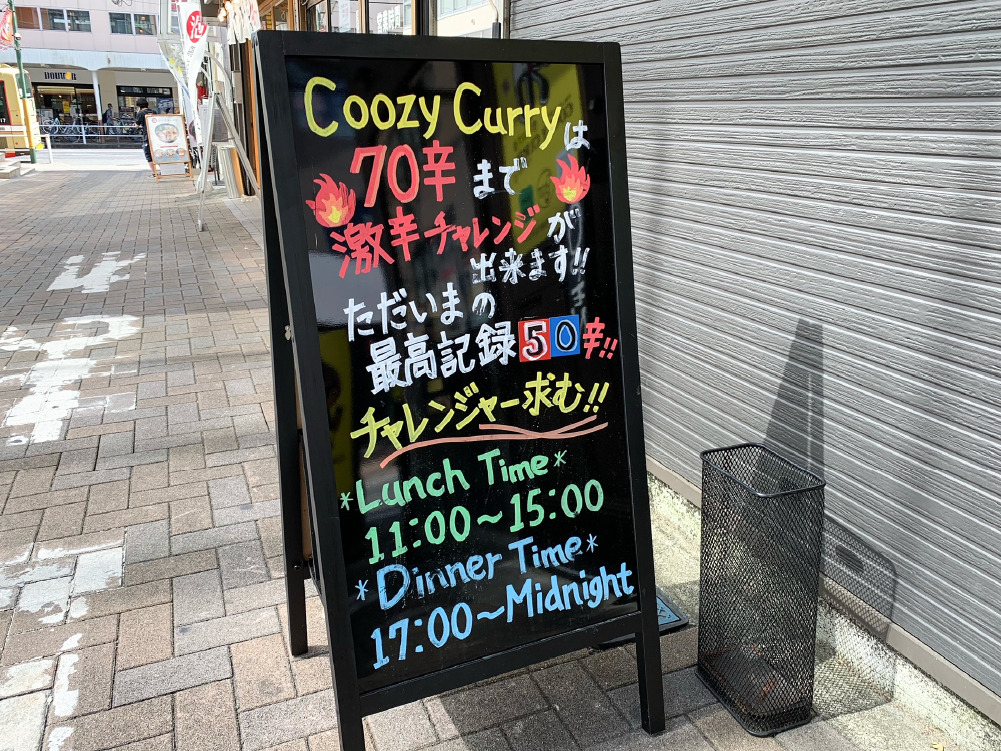 Coozy Curryは
70辛まで
激辛チャレンジが
出来ます!!
ただいまの
最高記録50辛!!
チャレンジャー求む!!
*Lunch Time*
11:00～15:00
*Dinner Time*
17:00～Midnight
DOUTOR
酒